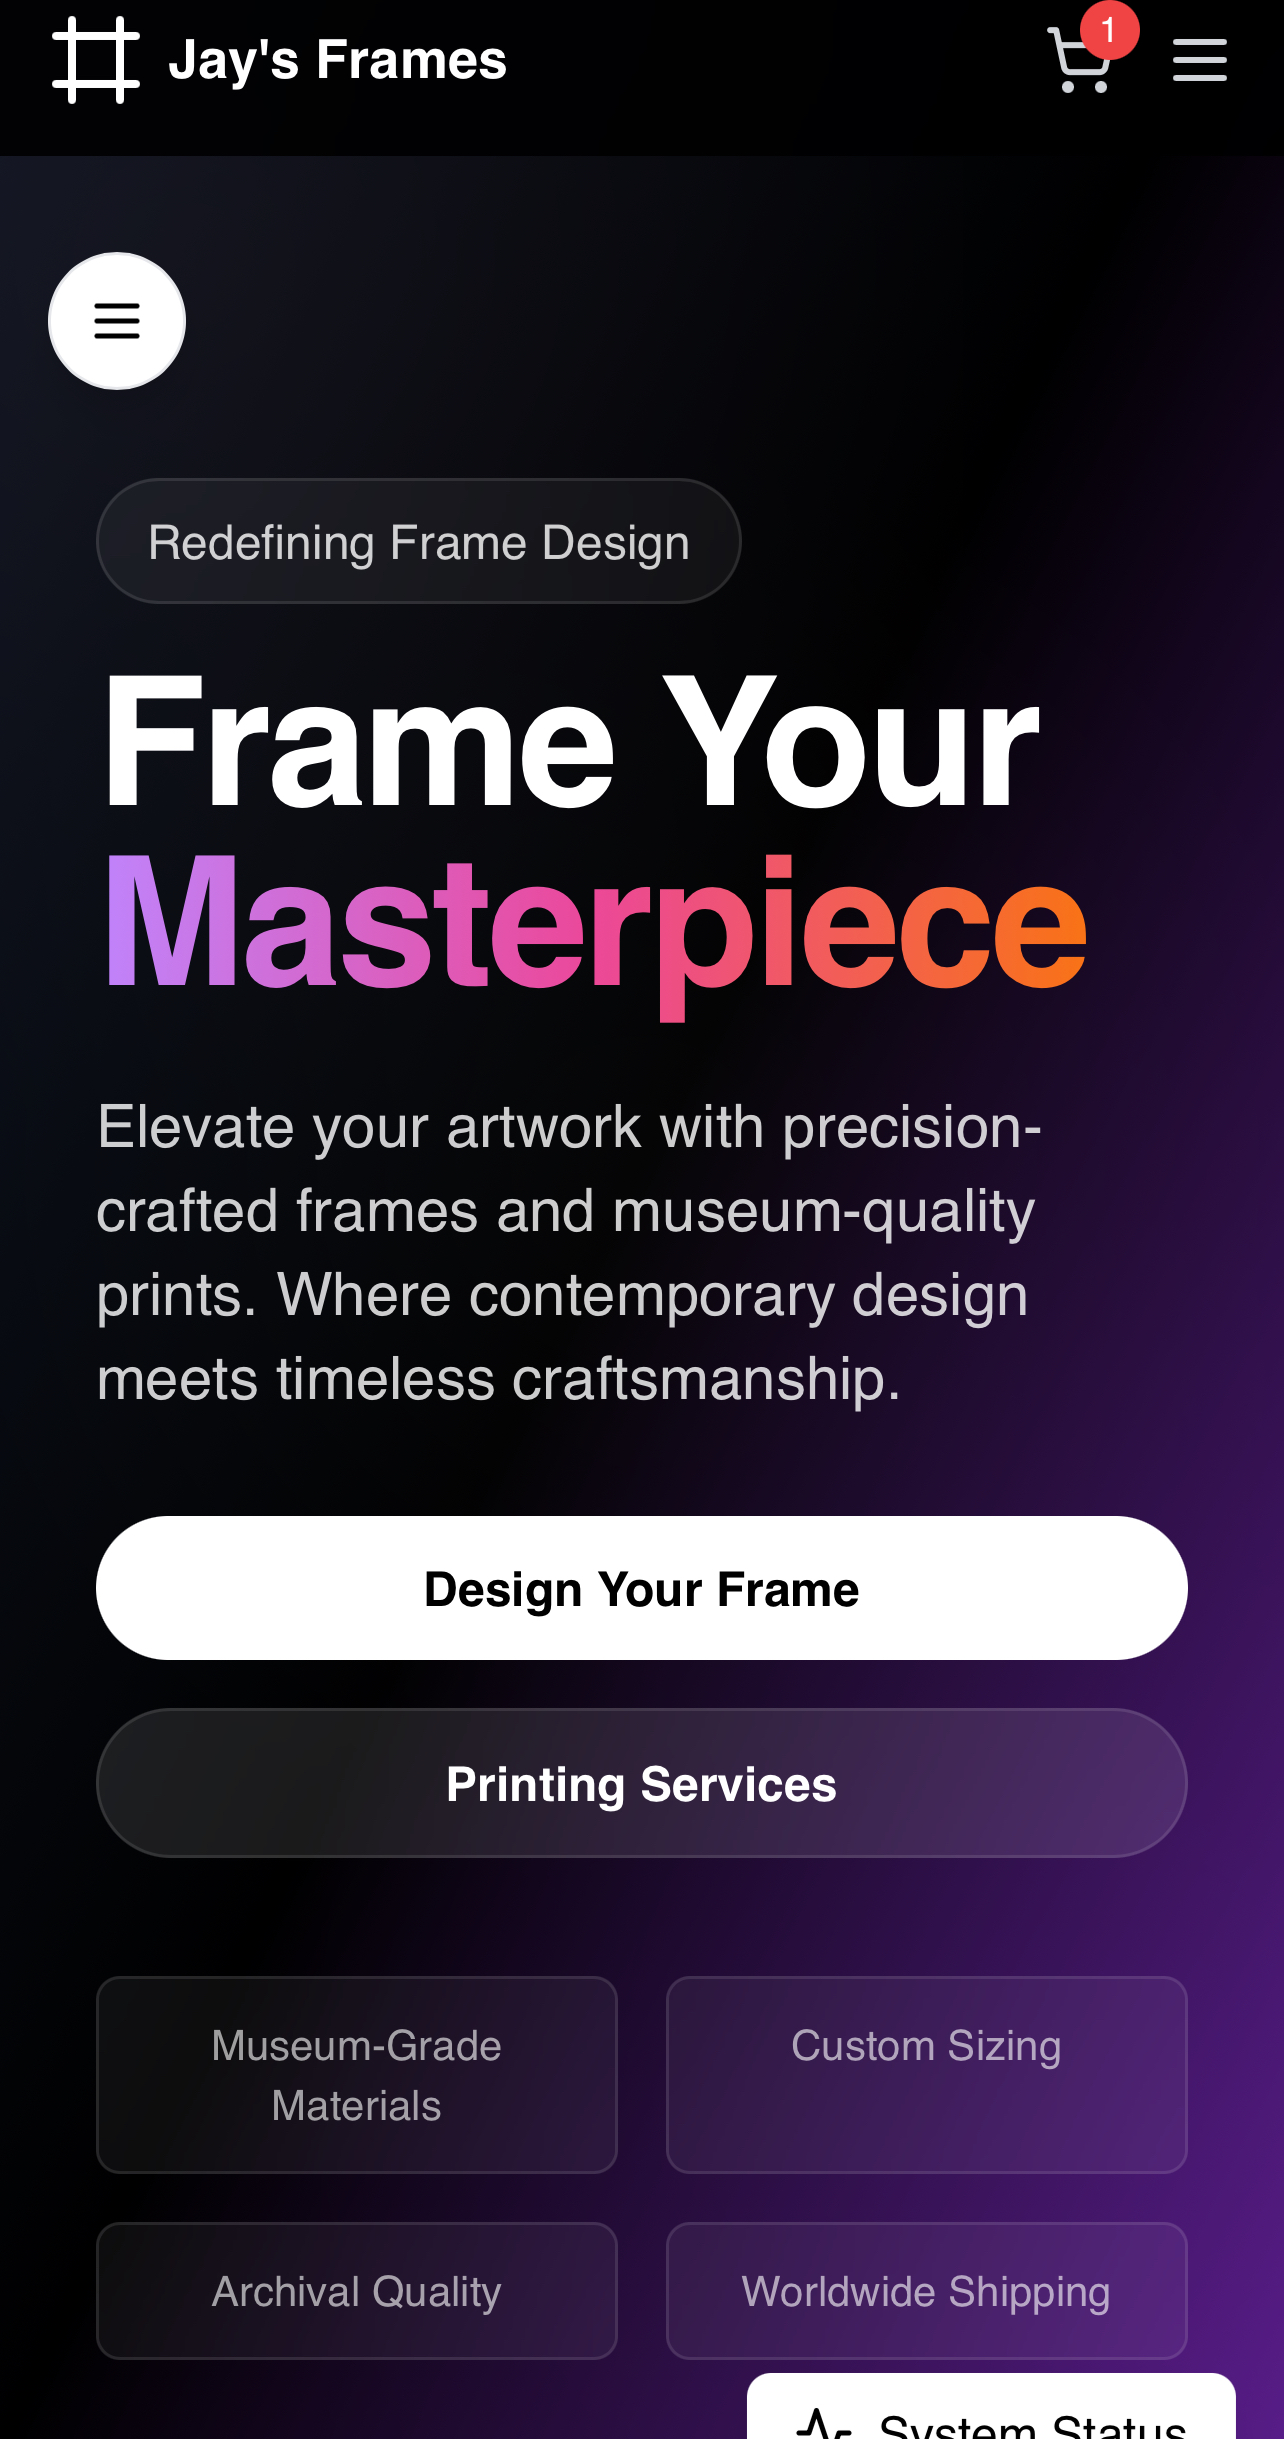 Jay's Frames
1
Redefining Frame Design
Frame Your
Masterpiece
Elevate your artwork with precision-
crafted frames and museum-quality
prints. Where contemporary design
meets timeless craftsmanship.
Design Your Frame
Printing Services
Museum-Grade
Materials
Custom Sizing
Archival Quality
Worldwide Shipping
System Status